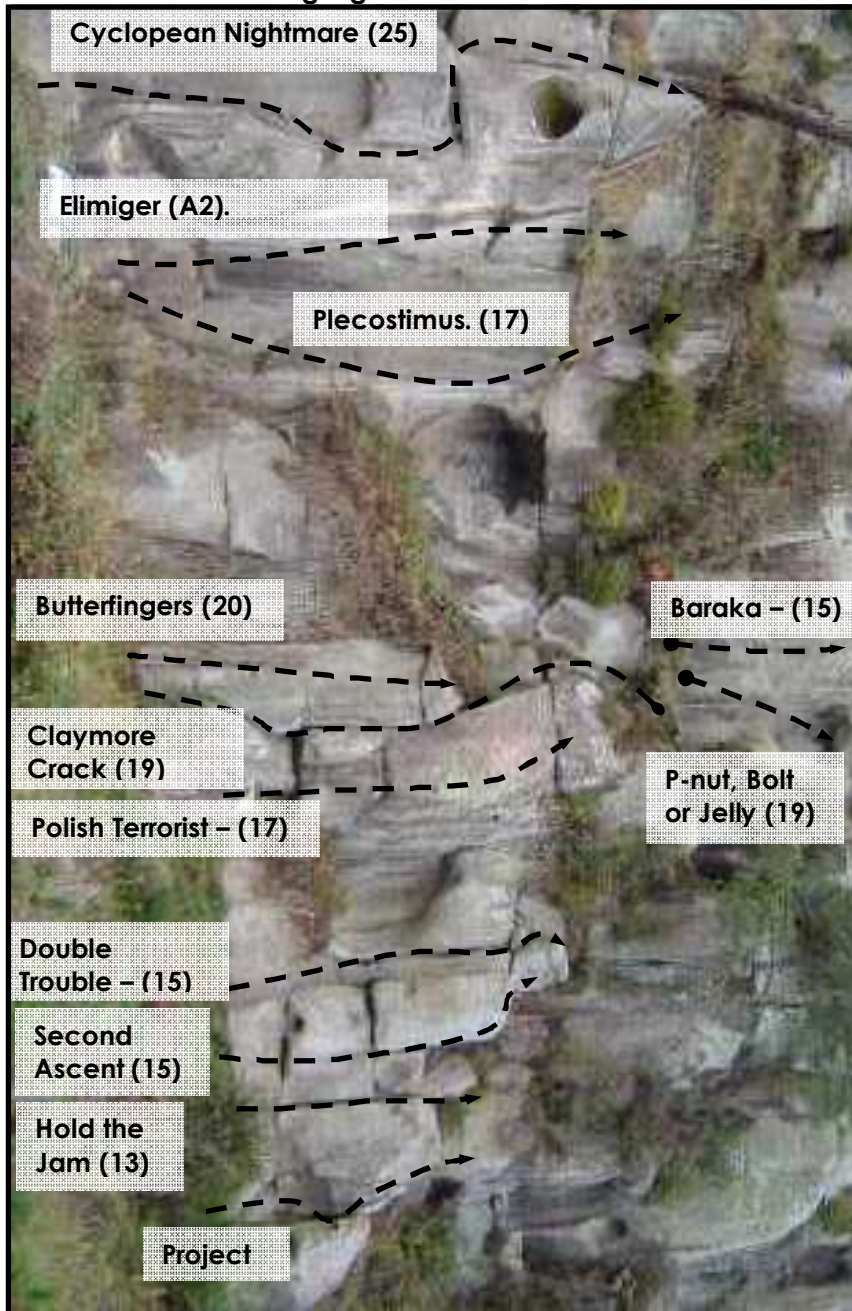 Cyclopean Nightmare (25)
Elimiger (A2).
Plecostimus. (17)
Butterfingers (20)
Baraka – (15)
Claymore
Crack (19)
P-nut, Bolt
or Jelly (19)
Polish Terrorist – (17)
Double
Trouble – (15)
Second
Ascent (15)
Hold the
Jam (13)
Project